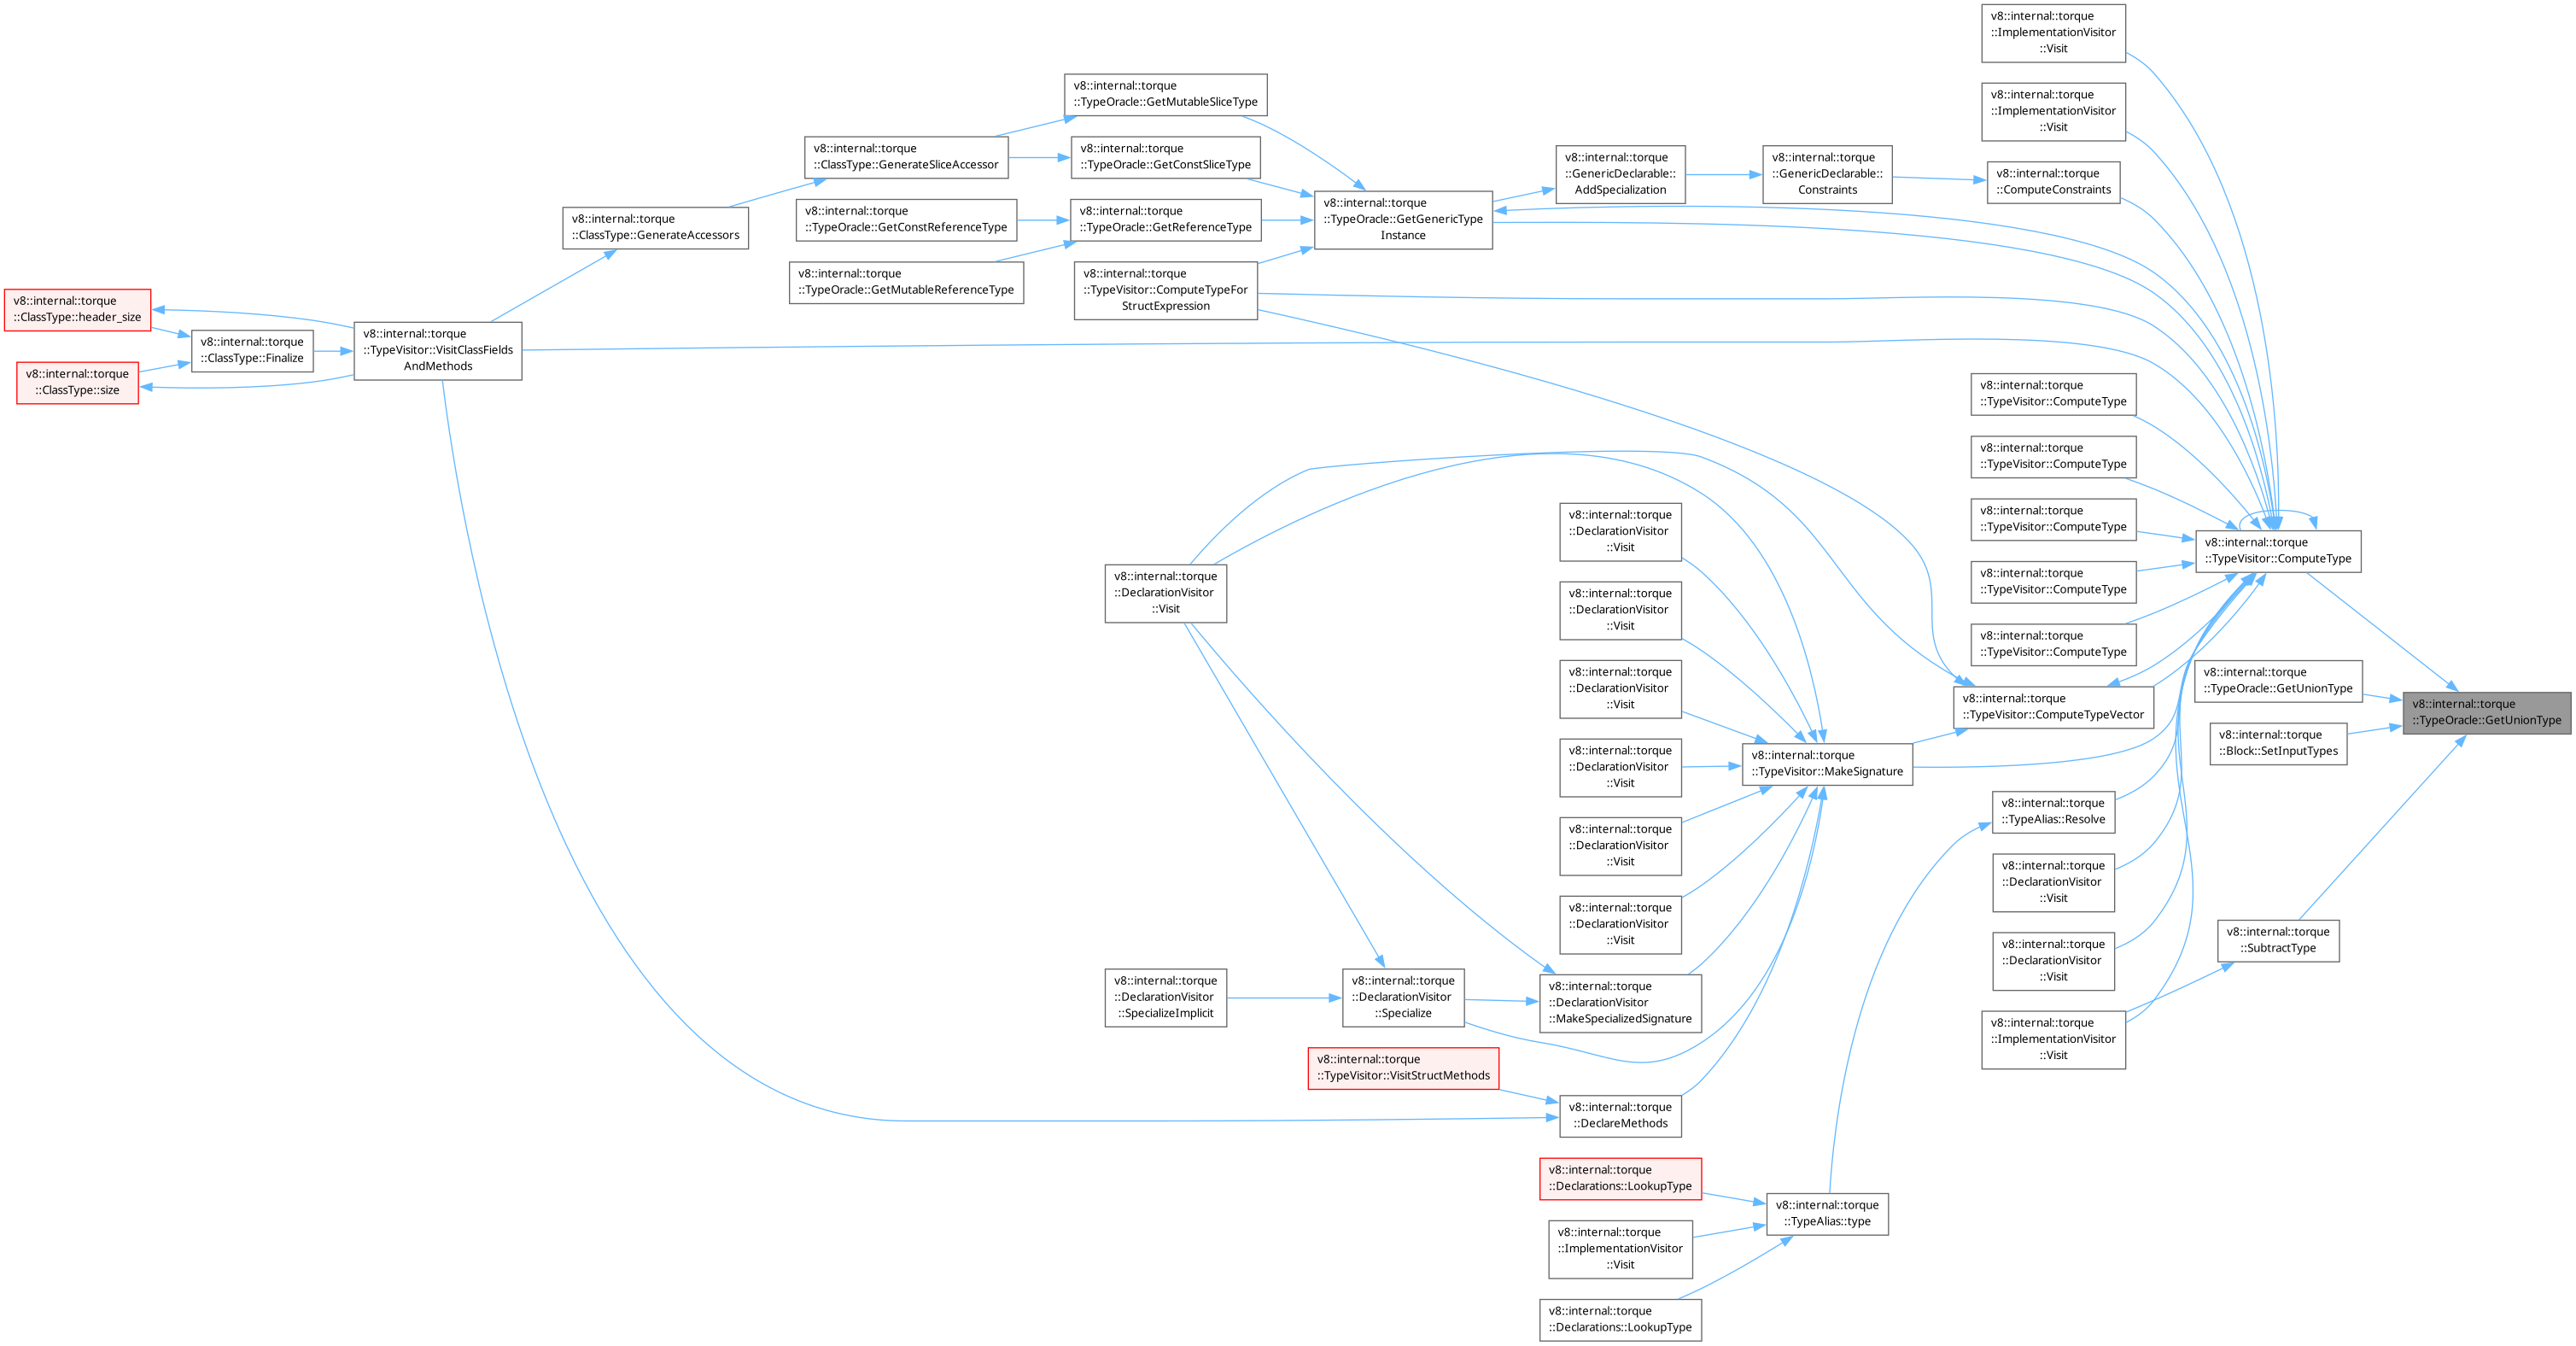 v8::internal::torque
::ImplementationVisitor
::Visit
v8::internal::torque
::TypeOracle::GetMutableSliceType
v8::internal::torque
::ImplementationVisitor
::Visit
v8::internal::torque
::ClassType::GenerateSliceAccessor
v8::internal::torque
::TypeOracle::GetConstSliceType
v8::internal::torque
::GenericDeclarable::
AddSpecialization
v8::internal::torque
::GenericDeclarable::
Constraints
v8::internal::torque
::ComputeConstraints
v8::internal::torque
::ClassType::GenerateAccessors
v8::internal::torque
::TypeOracle::GetConstReferenceType
v8::internal::torque
::TypeOracle::GetReferenceType
v8::internal::torque
::TypeOracle::GetGenericType
Instance
v8::internal::torque
::TypeOracle::GetMutableReferenceType
v8::internal::torque
::TypeVisitor::ComputeTypeFor
StructExpression
v8::internal::torque
::ClassType::header_size
v8::internal::torque
::ClassType::Finalize
v8::internal::torque
::TypeVisitor::VisitClassFields
AndMethods
v8::internal::torque
::ClassType::size
v8::internal::torque
::TypeVisitor::ComputeType
v8::internal::torque
::TypeVisitor::ComputeType
v8::internal::torque
::TypeVisitor::ComputeType
v8::internal::torque
::TypeVisitor::ComputeType
v8::internal::torque
::TypeVisitor::ComputeType
v8::internal::torque
::TypeVisitor::ComputeType
v8::internal::torque
::DeclarationVisitor
::Visit
v8::internal::torque
::DeclarationVisitor
::Visit
v8::internal::torque
::DeclarationVisitor
::Visit
v8::internal::torque
::DeclarationVisitor
::Visit
v8::internal::torque
::DeclarationVisitor
::Visit
v8::internal::torque
::DeclarationVisitor
::Visit
v8::internal::torque
::DeclarationVisitor
::Visit
v8::internal::torque
::TypeVisitor::MakeSignature
v8::internal::torque
::TypeVisitor::ComputeTypeVector
v8::internal::torque
::TypeOracle::GetUnionType
v8::internal::torque
::Block::SetInputTypes
v8::internal::torque
::TypeOracle::GetUnionType
v8::internal::torque
::TypeAlias::Resolve
v8::internal::torque
::DeclarationVisitor
::Visit
v8::internal::torque
::DeclarationVisitor
::Visit
v8::internal::torque
::SubtractType
v8::internal::torque
::ImplementationVisitor
::Visit
v8::internal::torque
::DeclarationVisitor
::SpecializeImplicit
v8::internal::torque
::DeclarationVisitor
::Specialize
v8::internal::torque
::DeclarationVisitor
::MakeSpecializedSignature
v8::internal::torque
::TypeVisitor::VisitStructMethods
v8::internal::torque
::DeclareMethods
v8::internal::torque
::Declarations::LookupType
v8::internal::torque
::TypeAlias::type
v8::internal::torque
::ImplementationVisitor
::Visit
v8::internal::torque
::Declarations::LookupType